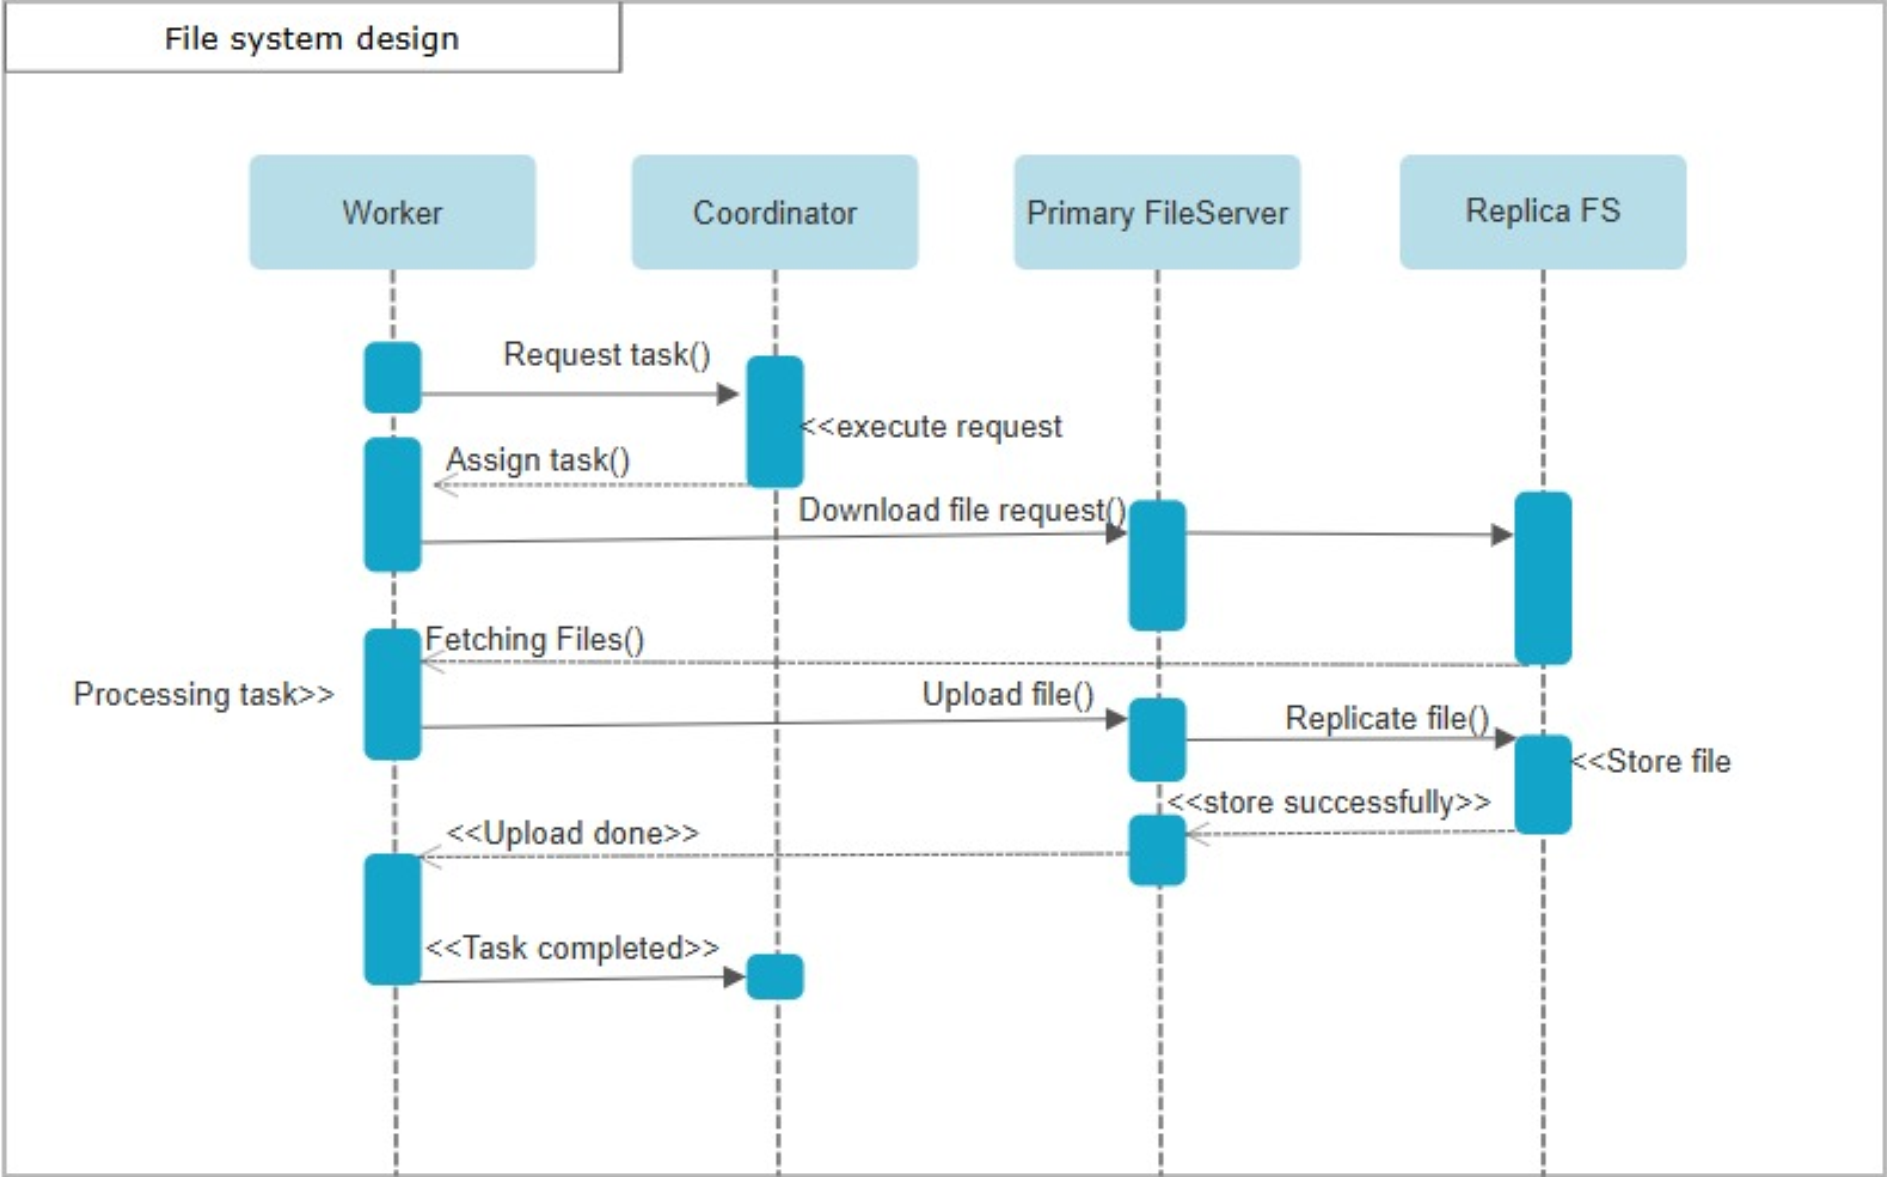 File system design
Worker
Coordinator
Primary FileServer
Replica FS
Request task()
<<execute request
Assign task()
Download file request()
Fetching Files()
Processing task>>
Upload file()
Replicate file()
<<Store file
<<store successfully>>
<<Upload done>>
<<Task completed>>